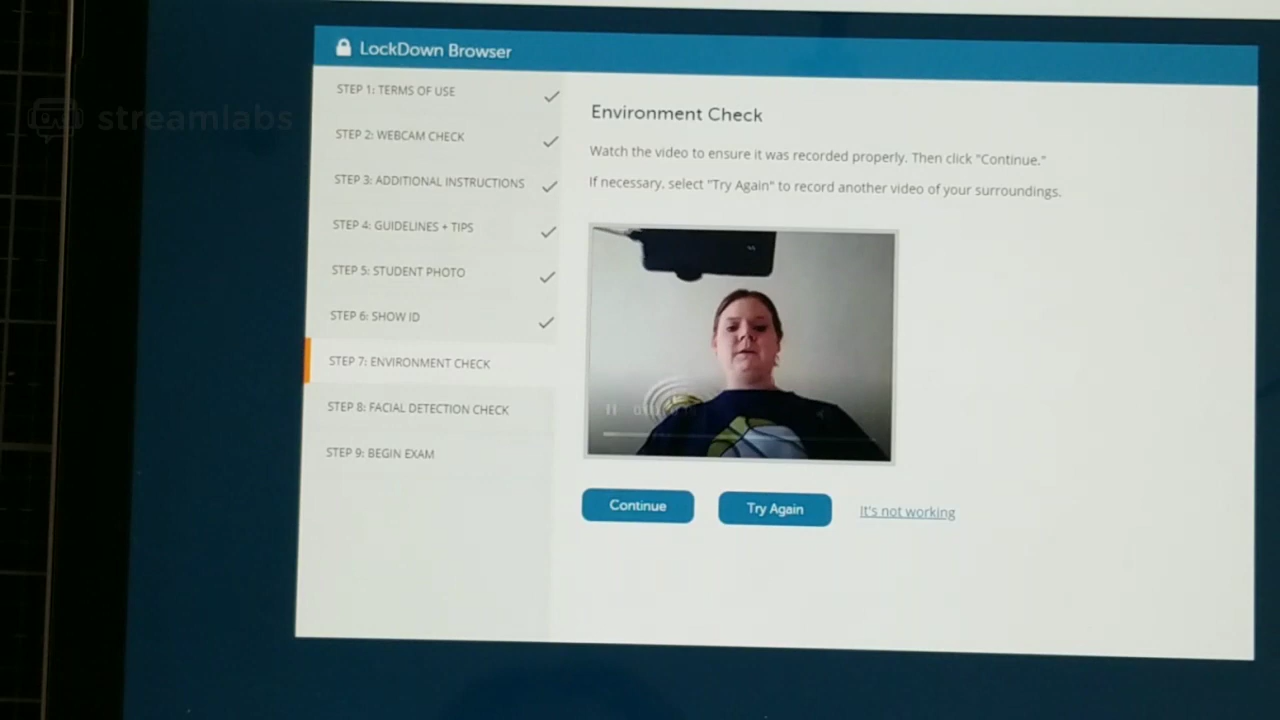 LockDown Browser
streamlabs
STEP 1: TERMS OF USE
STEP 2: WEBCAM CHECK
STEP 3: ADDITIONAL INSTRUCTIONS
STEP 4: GUIDELINES + TIPS
STEP 5: STUDENT PHOTO
STEP 6: SHOW ID
STEP 7: ENVIRONMENT CHECK
STEP 8: FACIAL DETECTION CHECK
STEP 9: BEGIN EXAM
Environment Check
Watch the video to ensure it was recorded properly. Then click "Continue."
If necessary, select "Try Again" to record another video of your surroundings.
Continue
Try Again
It's not working